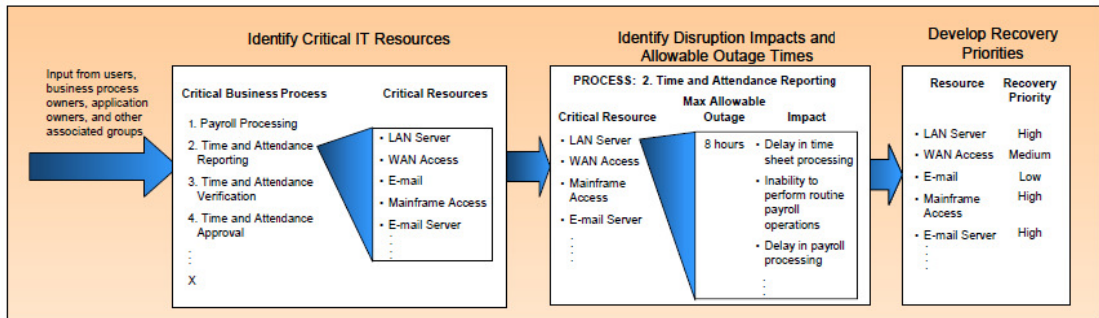 Identify Critical IT Resources
Identify Disruption Impacts and
Allowable Outage Times
Develop Recovery
Priorities
Input from users,
business process
owners, application
owners, and other
associated groups
Critical Business Process
1. Payroll Processing
2. Time and Attendance
Reporting
3. Time and Attendance
Verification
4. Time and Attendance
Approval
X
Critical Resources
• LAN Server
• WAN Access
• E-mail
• Mainframe Access
• E-mail Server
PROCESS: 2. Time and Attendance Reporting
Critical Resource
• LAN Server
• WAN Access
• Mainframe
Access
• E-mail Server
Max Allowable
Outage
8 hours
Impact
• Delay in time
sheet processing
• Inability to
perform routine
payroll
operations
• Delay in payroll
processing
Resource Recovery
Priority
• LAN Server High
• WAN Access Medium
• E-mail Low
• Mainframe High
Access
• E-mail Server High